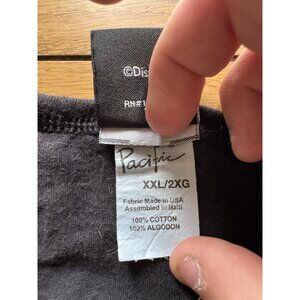 ©Dis
RN#1
Pacific
XXL/2XG
Fabric Made in USA
Assembled in Haiti
100% COTTON
100% ALGODON